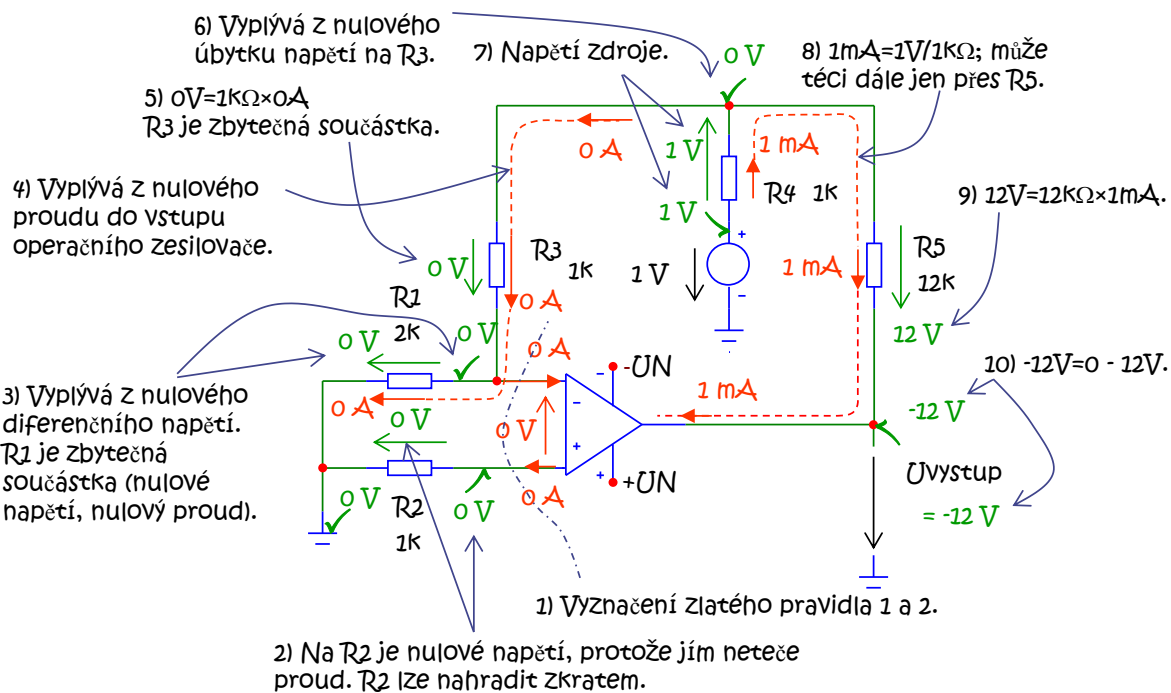 6) Vyplývá z nulového
úbytku napětí na R3.
7) Napětí zdroje.
0 V
8) 1mA=1V/1kΩ; může
téci dále jen přes R5.
5) 0V=1kΩ×0A
R3 je zbytečná součástka.
0 A
1 V
1 mA
4) Vyplývá z nulového
proudu do vstupu
operačního zesilovače.
R4 1k
1 V
9) 12V=12kΩ×1mA.
0 V
R3
1k
1 V
+
−
1 mA
R5
12k
R1
2k
0 A
12 V
0 V
0 V
0 A
10) -12V=0 - 12V.
3) Vyplývá z nulového
diferenčního napětí.
R1 je zbytečná
součástka (nulové
napětí, nulový proud).
− -UN
0 A
1 mA
-12 V
0 V
0 V
−
+
+ +UN
Uvystup
= -12 V
0 V
R2
1k
0 V
0 A
1) Vyznačení zlatého pravidla 1 a 2.
2) Na R2 je nulové napětí, protože jím neteče
proud. R2 lze nahradit zkratem.